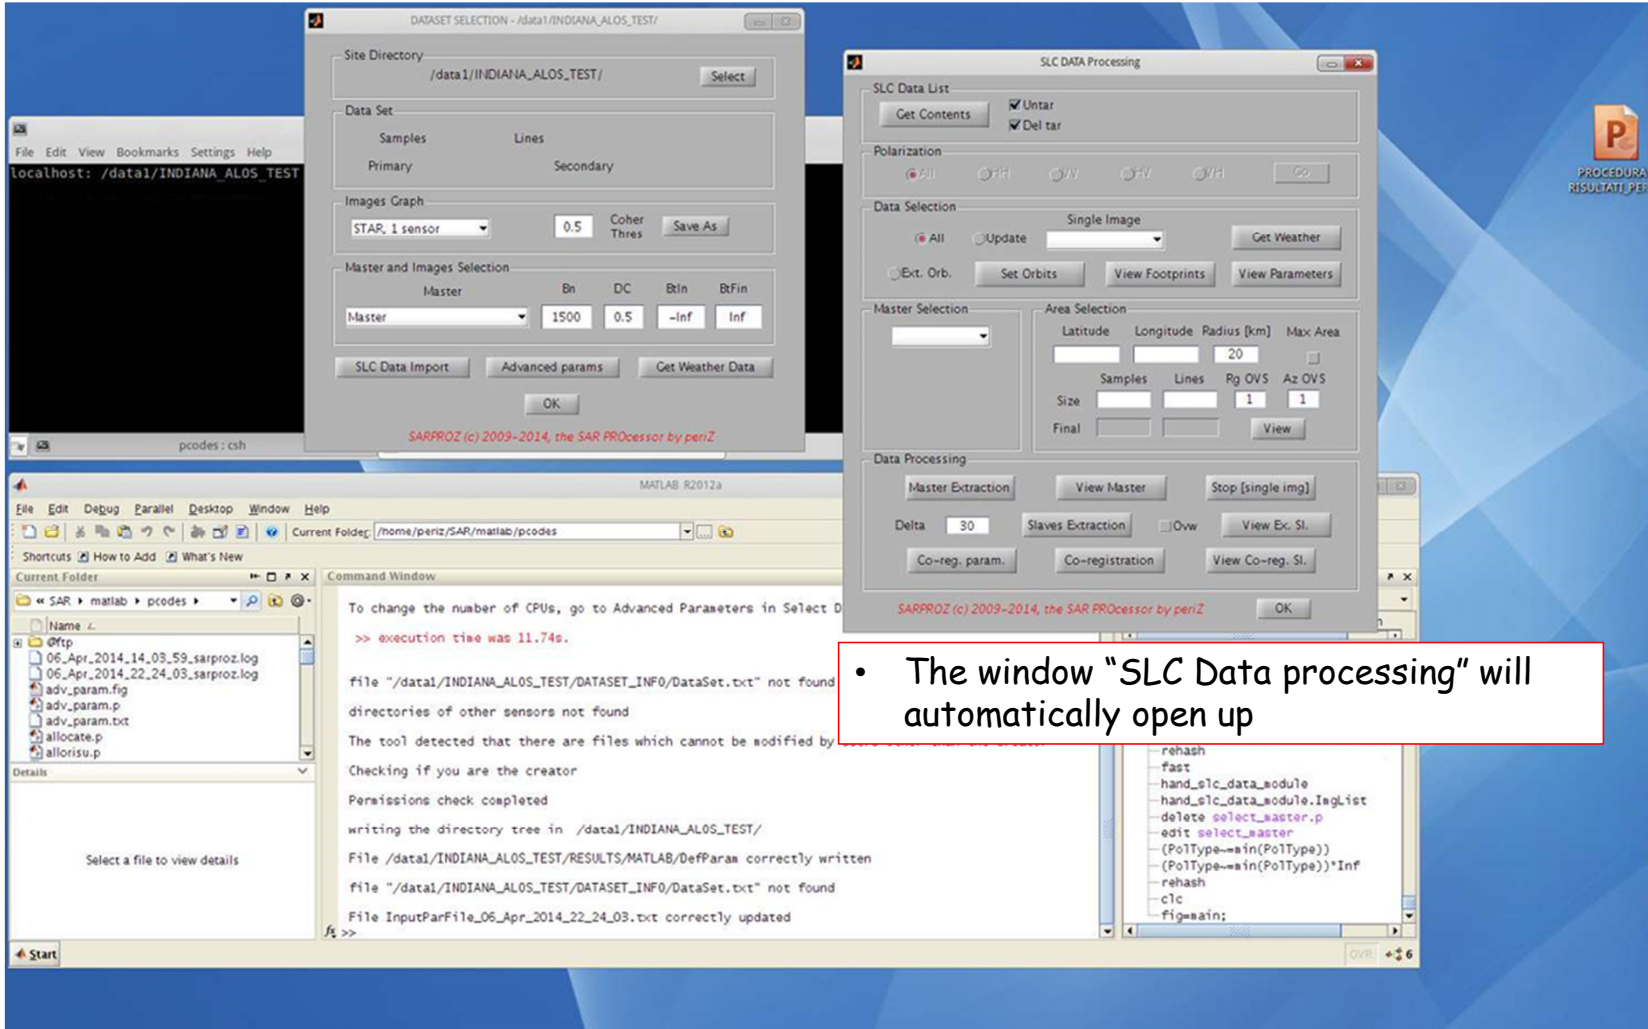 DATASET SELECTION - /data1/INDIANA_ALOS_TEST/
Site Directory
/data1/INDIANA_ALOS_TEST/
Select
Data Set
Samples Lines
Primary Secondary
Images Graph
STAR, 1 sensor
0.5
Coher
Thres
Save As
Master and Images Selection
Master Bn DC BtIn BtFin
Master 1500 0.5 -Inf Inf
SLC Data Import Advanced params Get Weather Data
OK
SARPROZ (c) 2009-2014, the SAR PROcessor by periZ
SLC DATA Processing
SLC Data List
Get Contents
Untar
Del tar
Polarization
All HH VV HV VH Go
Data Selection
Single Image
All Update Get Weather
Ext. Orb. Set Orbits View Footprints View Parameters
Master Selection
Area Selection
Latitude Longitude Radius [km] Max Area
20
Samples Lines Rg OVS Az OVS
Size 1 1
Final View
Data Processing
Master Extraction View Master Stop [single img]
Delta 30 Slaves Extraction Ovw View Ex. Sl.
Co-reg. param. Co-registration View Co-reg. Sl.
SARPROZ (c) 2009-2014, the SAR PROcessor by periZ
OK
PROCEDURA
RISULTATI_PER
File Edit View Bookmarks Settings Help
localhost: /data1/INDIANA_ALOS_TEST
pcodes : csh
MATLAB R2012a
File Edit Debug Parallel Desktop Window Help
Current Folder: /home/periz/SAR/matlab/pcodes
Shortcuts How to Add What's New
Current Folder
« SAR matlab pcodes
Name
@ftp
06_Apr_2014_14_03_59_sarproz.log
06_Apr_2014_22_24_03_sarproz.log
adv_param.fig
adv_param.p
adv_param.txt
allocate.p
allorisu.p
Details
Select a file to view details
Command Window
To change the number of CPUs, go to Advanced Parameters in Select D
>> execution time was 11.74s.
file "/data1/INDIANA_ALOS_TEST/DATASET_INFO/DataSet.txt" not found
directories of other sensors not found
The tool detected that there are files which cannot be modified by
Checking if you are the creator
Permissions check completed
writing the directory tree in /data1/INDIANA_ALOS_TEST/
File /data1/INDIANA_ALOS_TEST/RESULTS/MATLAB/DefParam correctly written
file "/data1/INDIANA_ALOS_TEST/DATASET_INFO/DataSet.txt" not found
File InputParFile_06_Apr_2014_22_24_03.txt correctly updated
fx >>
• The window “SLC Data processing” will
automatically open up
rehash
fast
hand_slc_data_module
hand_slc_data_module.ImgList
delete select_master.p
edit select_master
(PolType~=min(PolType))
(PolType~=min(PolType))*Inf
rehash
clc
fig=main;
Start
OVR
6